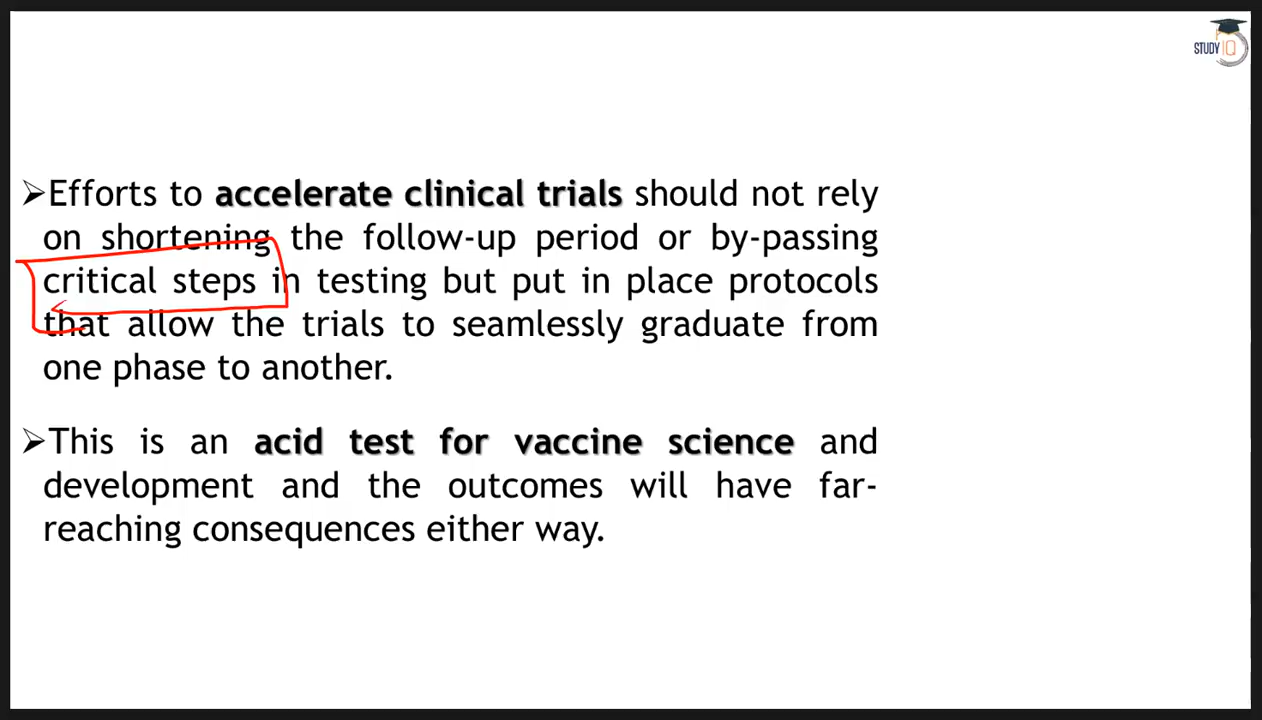 STUDY IQ
➢Efforts to accelerate clinical trials should not rely
on shortening the follow-up period or by-passing
critical steps in testing but put in place protocols
that allow the trials to seamlessly graduate from
one phase to another.
➢This is an acid test for vaccine science and
development and the outcomes will have far-
reaching consequences either way.